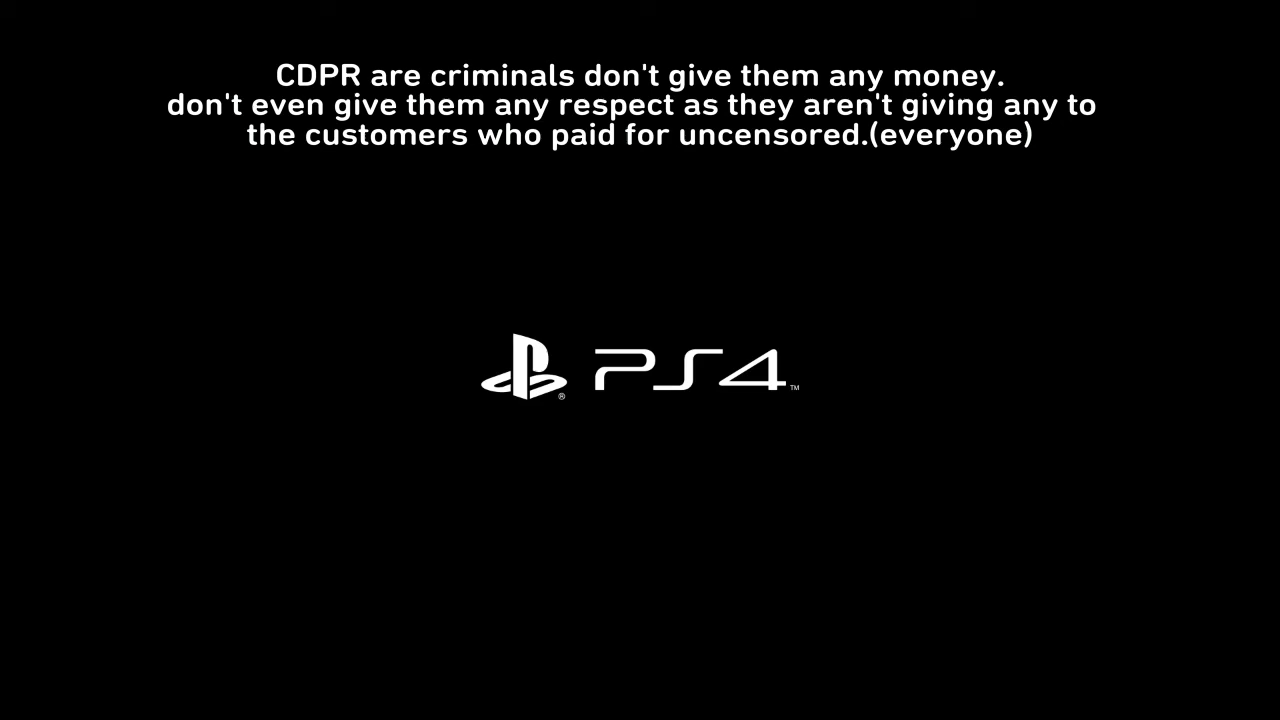 CDPR are criminals don't give them any money.
don't even give them any respect as they aren't giving any to
the customers who paid for uncensored.(everyone)
PS4™
®